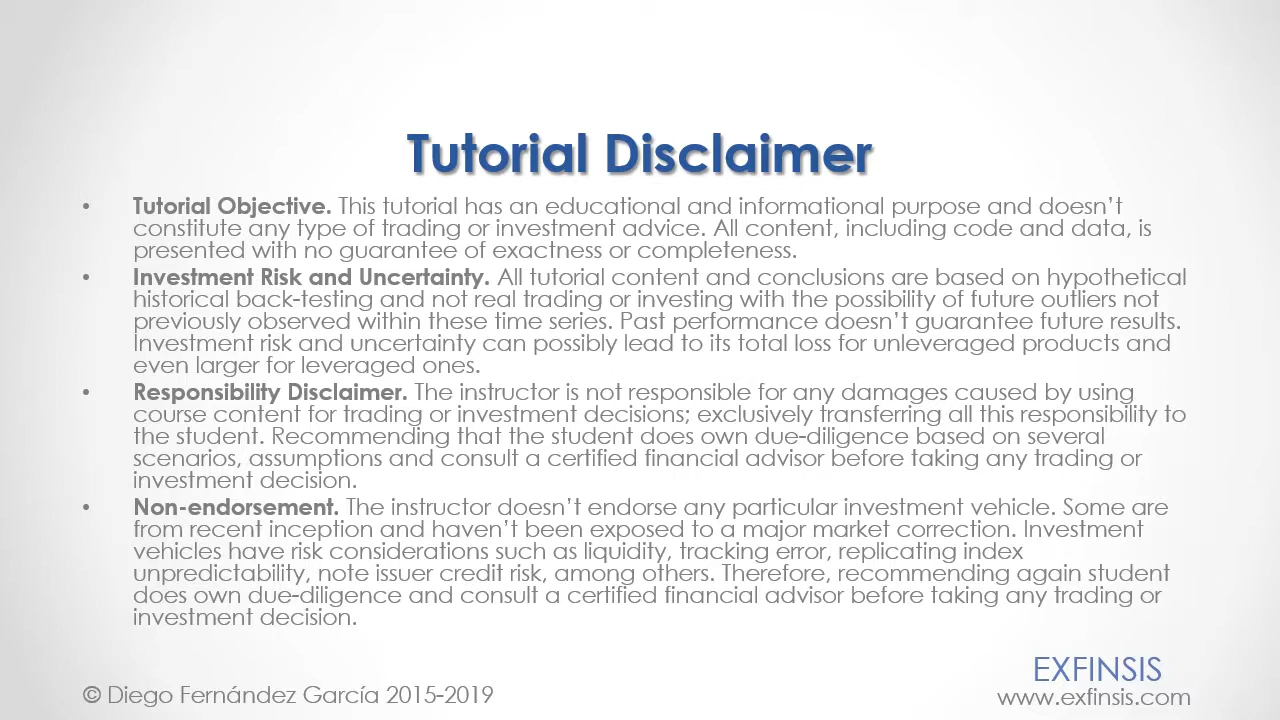 Tutorial Disclaimer
• Tutorial Objective. This tutorial has an educational and informational purpose and doesn’t
constitute any type of trading or investment advice. All content, including code and data, is
presented with no guarantee of exactness or completeness.
• Investment Risk and Uncertainty. All tutorial content and conclusions are based on hypothetical
historical back-testing and not real trading or investing with the possibility of future outliers not
previously observed within these time series. Past performance doesn’t guarantee future results.
Investment risk and uncertainty can possibly lead to its total loss for unleveraged products and
even larger for leveraged ones.
• Responsibility Disclaimer. The instructor is not responsible for any damages caused by using
course content for trading or investment decisions; exclusively transferring all this responsibility to
the student. Recommending that the student does own due-diligence based on several
scenarios, assumptions and consult a certified financial advisor before taking any trading or
investment decision.
• Non-endorsement. The instructor doesn’t endorse any particular investment vehicle. Some are
from recent inception and haven’t been exposed to a major market correction. Investment
vehicles have risk considerations such as liquidity, tracking error, replicating index
unpredictability, note issuer credit risk, among others. Therefore, recommending again student
does own due-diligence and consult a certified financial advisor before taking any trading or
investment decision.
EXFINSIS
© Diego Fernández García 2015-2019
www.exfinsis.com